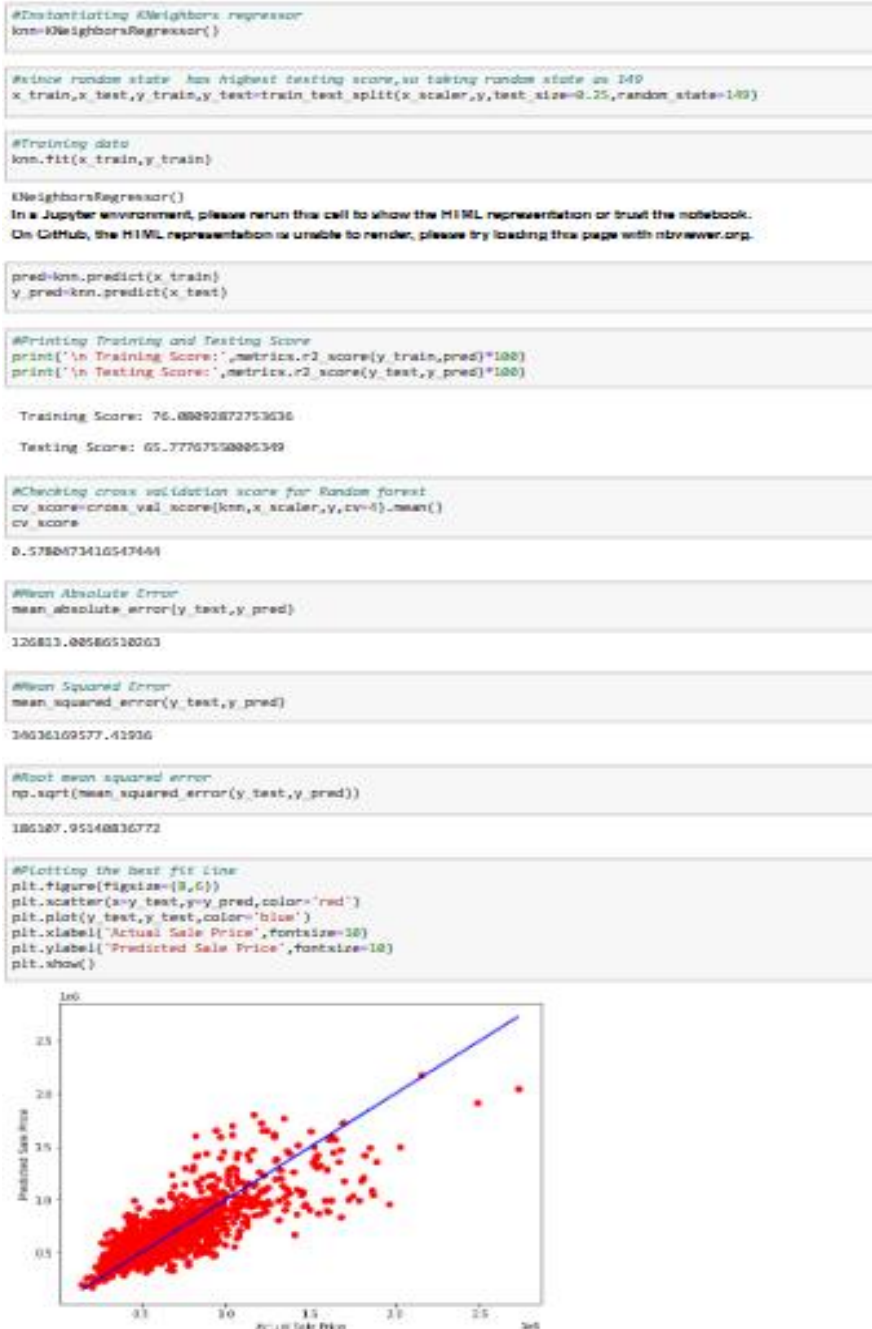 #Instantiating KNeighbors regressor
knn=KNeighborsRegressor()
#since random state has highest testing score,so taking random state as 149
x_train,x_test,y_train,y_test=train_test_split(x_scaler,y,test_size=0.25,random_state=149)
#Training data
knn.fit(x_train,y_train)
KNeighborsRegressor()
In a Jupyter environment, please rerun this cell to show the HTML representation or trust the notebook.
On GitHub, the HTML representation is unable to render, please try loading this page with nbviewer.org.
pred=knn.predict(x_train)
y_pred=knn.predict(x_test)
#Printing Training and Testing Score
print('\n Training Score:',metrics.r2_score(y_train,pred)*100)
print('\n Testing Score:',metrics.r2_score(y_test,y_pred)*100)
Training Score: 76.08092872753636
Testing Score: 65.77767550005349
#Checking cross validation score for Random forest
cv_score=cross_val_score(knn,x_scaler,y,cv=4).mean()
cv_score
0.5780473416547444
#Mean Absolute Error
mean_absolute_error(y_test,y_pred)
126813.00586510263
#Mean Squared Error
mean_squared_error(y_test,y_pred)
34636169577.41936
#Root mean squared error
np.sqrt(mean_squared_error(y_test,y_pred))
186107.95140836772
#Plotting the best fit line
plt.figure(figsize=(8,6))
plt.scatter(x=y_test,y=y_pred,color='red')
plt.plot(y_test,y_test,color='blue')
plt.xlabel('Actual Sale Price',fontsize=10)
plt.ylabel('Predicted Sale Price',fontsize=10)
plt.show()
1e6
2.5
2.0
1.5
1.0
0.5
Predicted Sale Price
0.5 1.0 1.5 2.0 2.5
Actual Sale Price 1e6